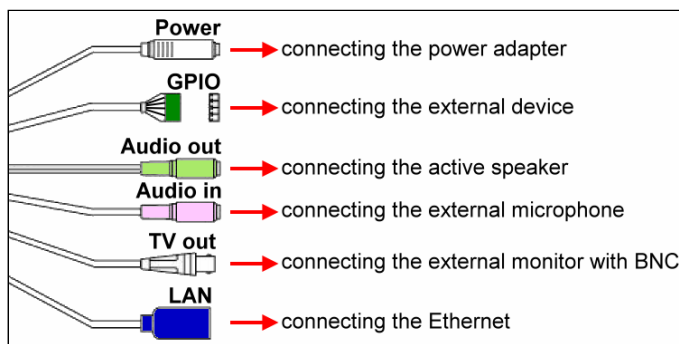 Power
connecting the power adapter
GPIO
connecting the external device
Audio out
connecting the active speaker
Audio in
connecting the external microphone
TV out
connecting the external monitor with BNC
LAN
connecting the Ethernet